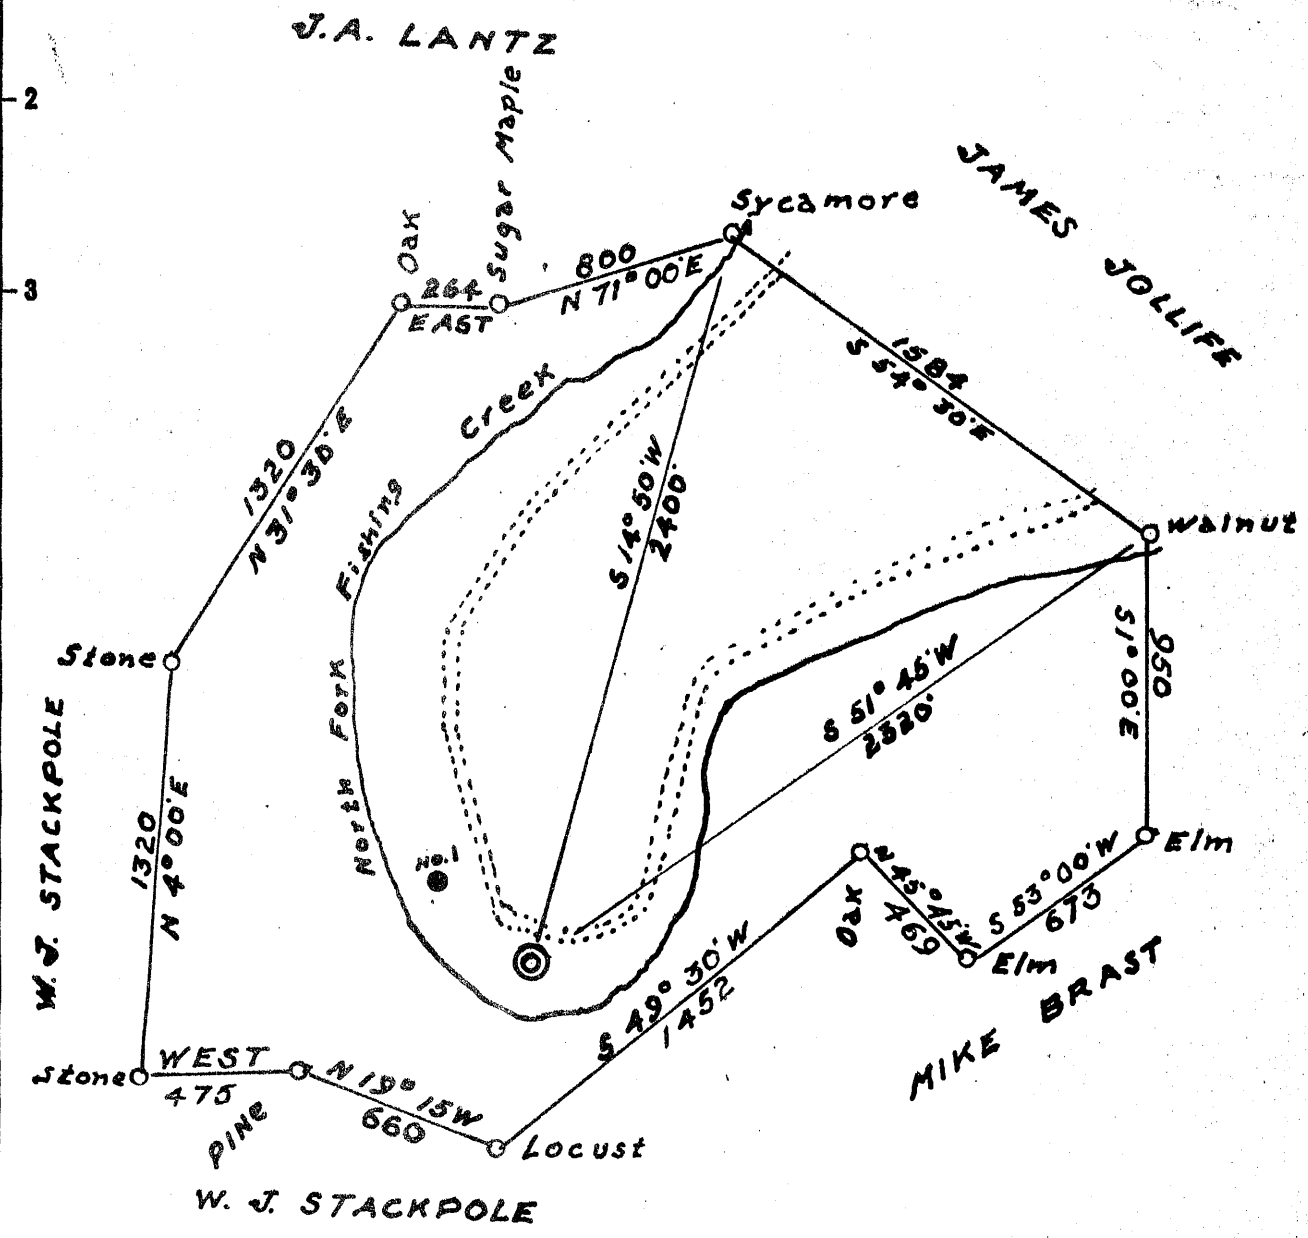 J.A. LANTZ
2
Sugar Maple
JAMES JOLLIFE
Sycamore
Oak
3
264
EAST
800
N 71° 00' E
1584
S 54° 30' E
Creek
1320
N 31° 30' E
Fishing
S 14° 50' W
2400'
Walnut
Stone
North Fork
S 51° 45' W
2320'
950
S 1° 00' E
W. J. STACKPOLE
1320
N 4° 00' E
No. 1
Elm
S 53° 00' W
673
N 45° 45' W
469
Oak
Elm
MIKE BRAST
S 49° 30' W
1452
Stone
WEST
475
PINE
N 19° 15 W
660
Locust
W. J. STACKPOLE